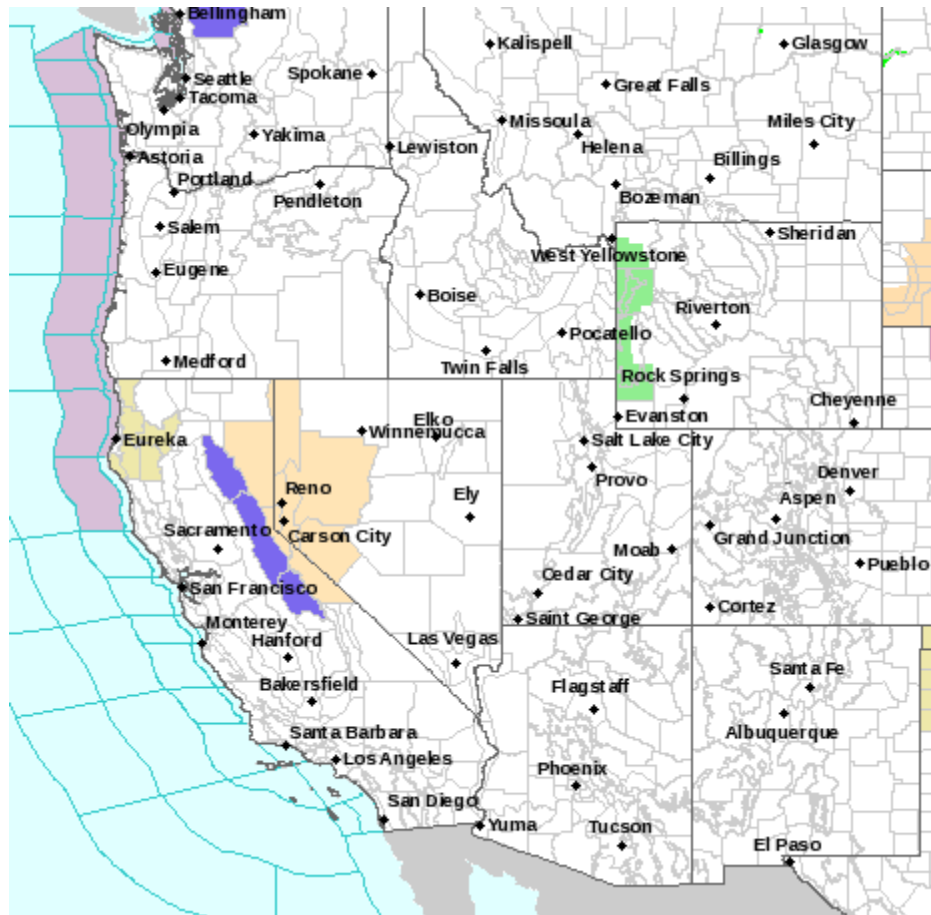 Bellingham
Kalispell
Glasgow
Spokane
Seattle
Great Falls
Tacoma
Missoula
Miles City
Olympia
Yakima
Lewiston
Helena
Astoria
Billings
Portland
Pendleton
Bozeman
Salem
Sheridan
West Yellowstone
Eugene
Boise
Riverton
Pocatello
Medford
Twin Falls
Rock Springs
Cheyenne
Elko
Evanston
Eureka
Winnemucca
Salt Lake City
Provo
Denver
Reno
Ely
Aspen
Sacramento
Carson City
Grand Junction
Moab
Pueblo
Cedar City
San Francisco
Cortez
Saint George
Monterey
Hanford
Las Vegas
Santa Fe
Bakersfield
Flagstaff
Santa Barbara
Albuquerque
Los Angeles
Phoenix
San Diego
Yuma
Tucson
El Paso